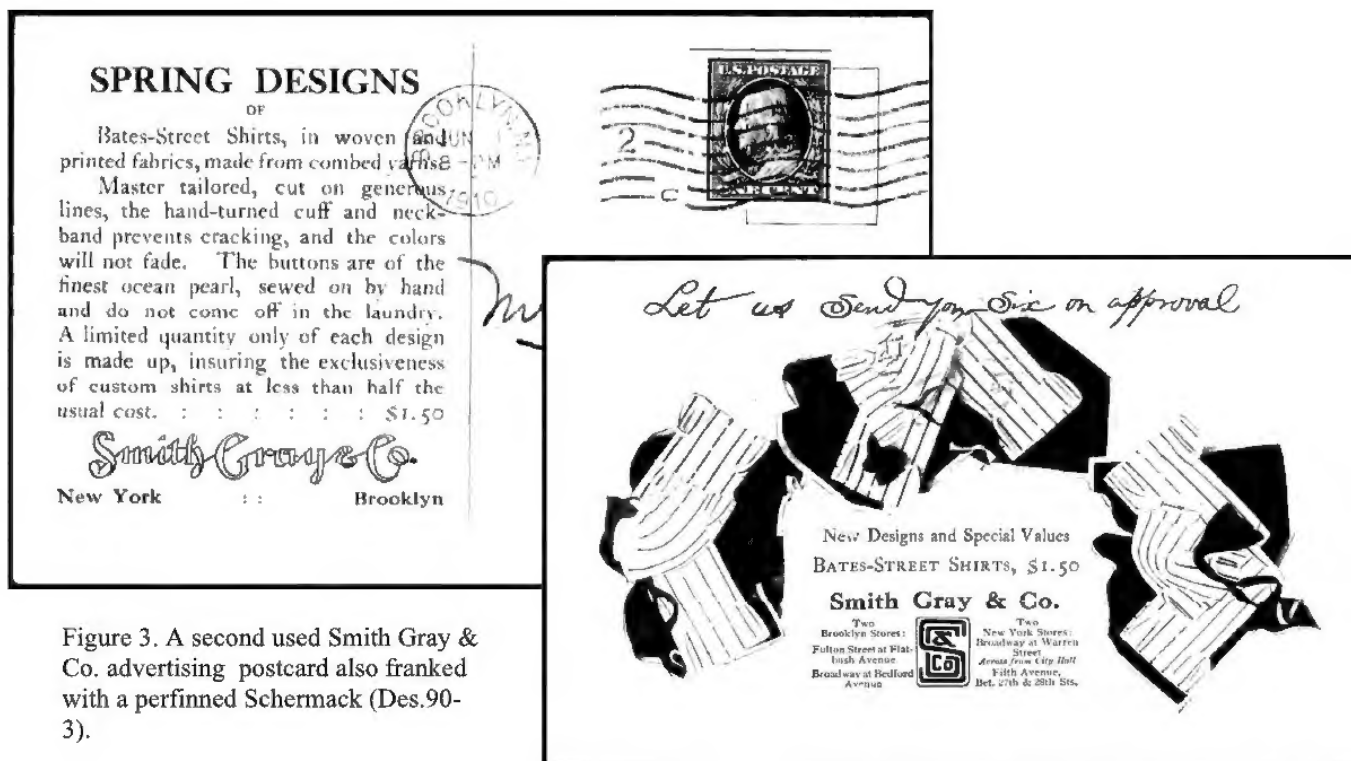 SPRING DESIGNS
OF
Bates-Street Shirts, in woven and
printed fabrics, made from combed yarns
Master tailored, cut on generous
lines, the hand-turned cuff and neck-
band prevents cracking, and the colors
will not fade. The buttons are of the
finest ocean pearl, sewed on by hand
and do not come off in the laundry.
A limited quantity only of each design
is made up, insuring the exclusiveness
of custom shirts at less than half the
usual cost. : : : : : : $1.50
Smith Gray & Co.
New York : : Brooklyn
BROOKLYN, N.Y.
JUN
8-PM
1910
U.S. POSTAGE
2
C
Let us Send you Six on approval
New Designs and Special Values
BATES-STREET SHIRTS, $1.50
Smith Gray & Co.
Two
Brooklyn Stores:
Fulton Street at Flat-
bush Avenue
Broadway at Bedford
Avenue
S&G Co
Two
New York Stores:
Broadway at Warren
Street
Across from City Hall
Fifth Avenue,
Bet. 27th & 28th Sts.
Figure 3. A second used Smith Gray &
Co. advertising postcard also franked
with a perfinned Schermack (Des.90-
3).